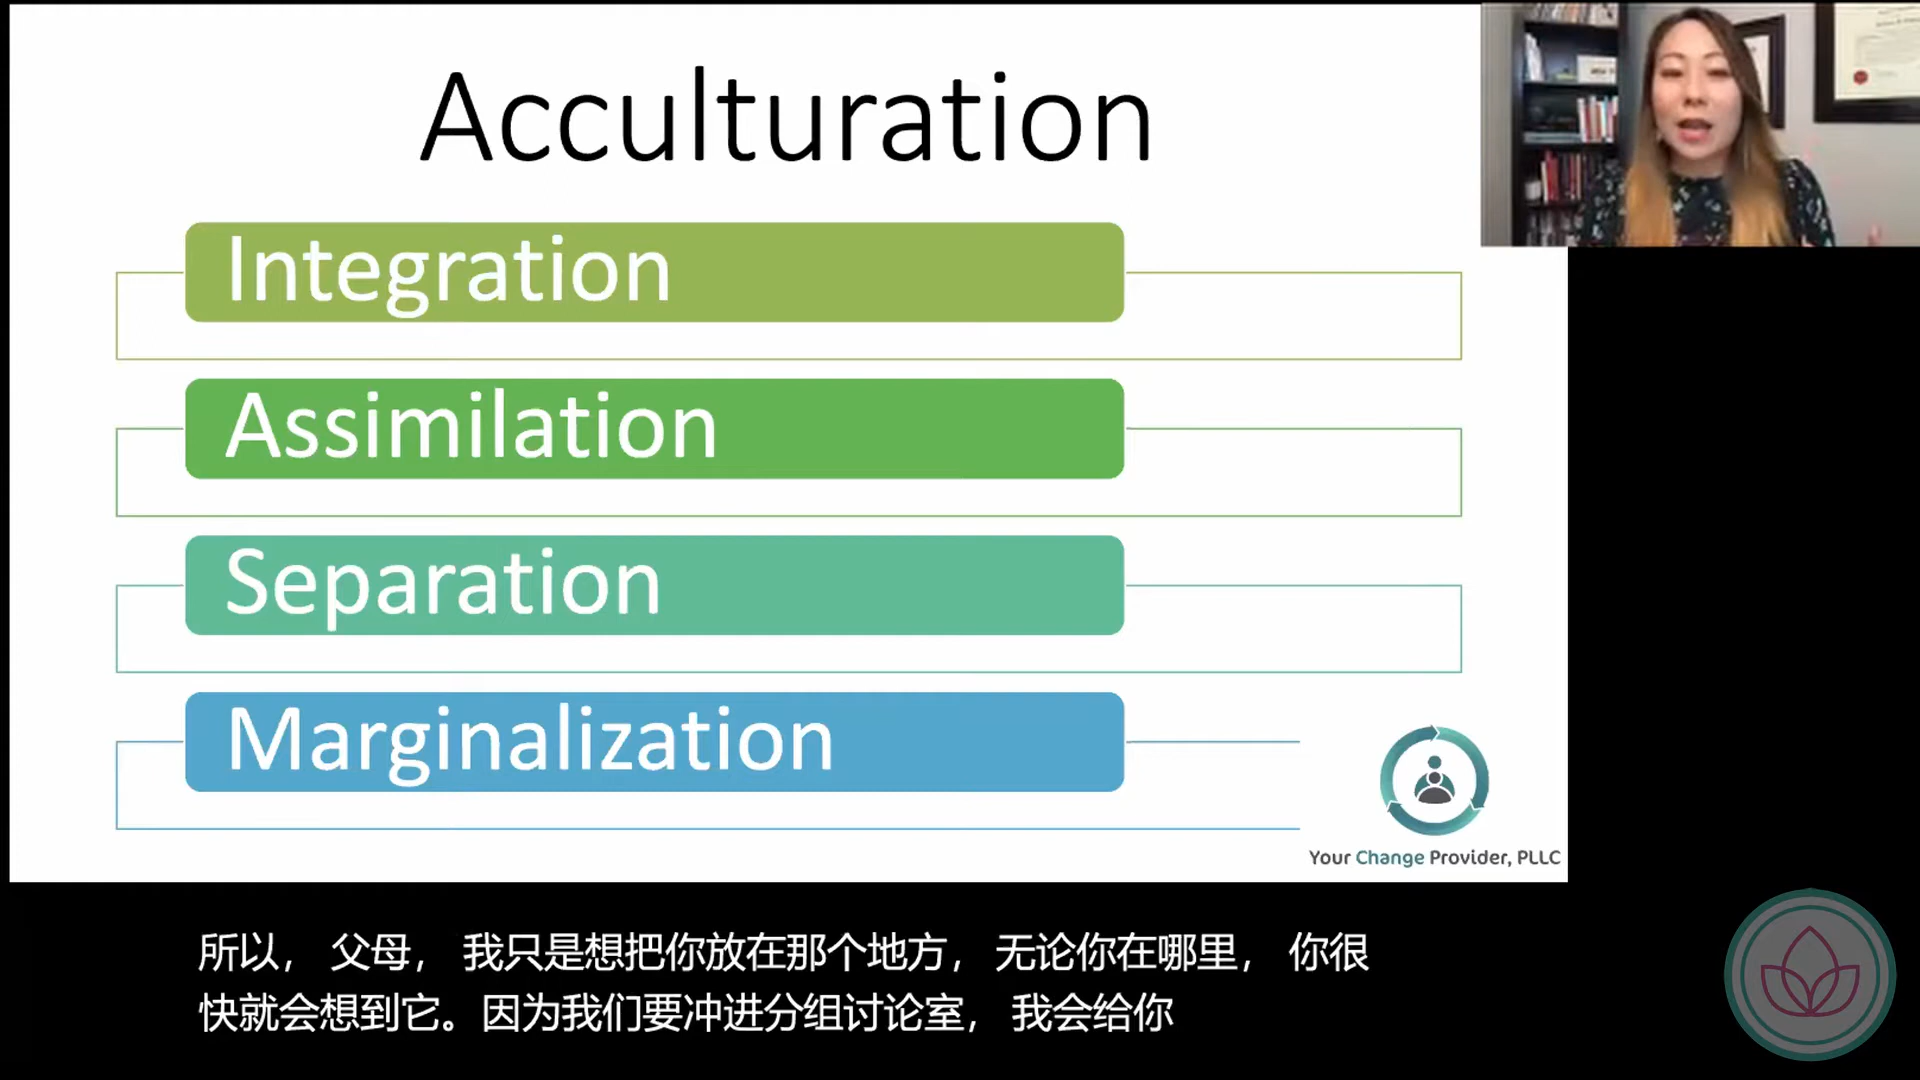 Acculturation
Integration
Assimilation
Separation
Marginalization
Your Change Provider, PLLC
所以， 父母， 我只是想把你放在那个地方， 无论你在哪里， 你很
快就会想到它。因为我们要冲进分组讨论室， 我会给你